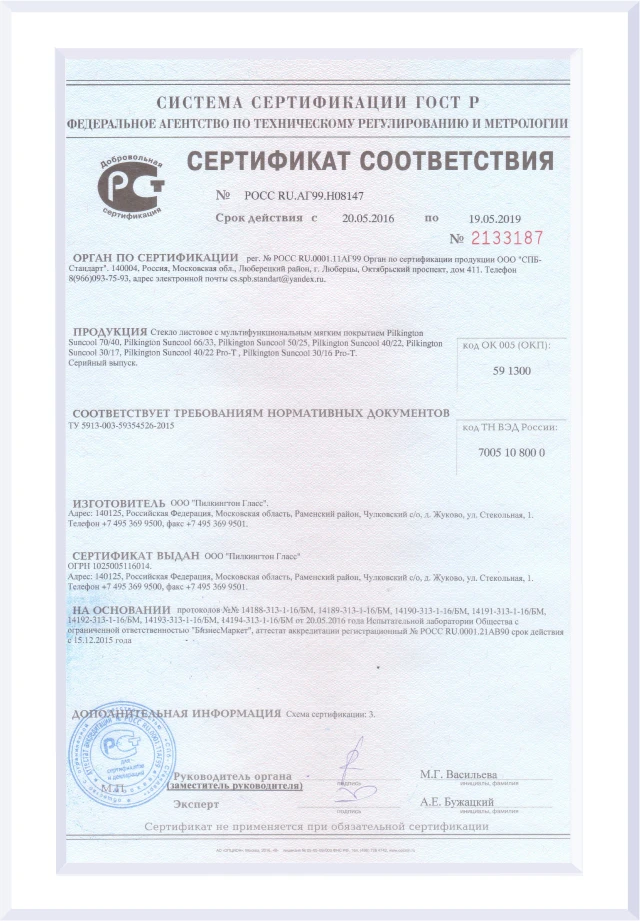 СИСТЕМА СЕРТИФИКАЦИИ ГОСТ Р
ФЕДЕРАЛЬНОЕ АГЕНТСТВО ПО ТЕХНИЧЕСКОМУ РЕГУЛИРОВАНИЮ И МЕТРОЛОГИИ
Добровольная
РСТ
сертификация
СЕРТИФИКАТ СООТВЕТСТВИЯ
№ РОСС RU.АГ99.Н08147
Срок действия с 20.05.2016 по 19.05.2019
№ 2133187
ОРГАН ПО СЕРТИФИКАЦИИ рег. № РОСС RU.0001.11АГ99 Орган по сертификации продукции ООО "СПБ-
Стандарт". 140004, Россия, Московская обл., Люберецкий район, г. Люберцы, Октябрьский проспект, дом 411. Телефон
8(966)093-75-93, адрес электронной почты cs.spb.standart@yandex.ru.
ПРОДУКЦИЯ Стекло листовое с мультифункциональным мягким покрытием Pilkington
Suncool 70/40, Pilkington Suncool 66/33, Pilkington Suncool 50/25, Pilkington Suncool 40/22, Pilkington
Suncool 30/17, Pilkington Suncool 40/22 Pro-T , Pilkington Suncool 30/16 Pro-T.
Серийный выпуск.
код ОК 005 (ОКП):
59 1300
СООТВЕТСТВУЕТ ТРЕБОВАНИЯМ НОРМАТИВНЫХ ДОКУМЕНТОВ
ТУ 5913-003-59354526-2015
код ТН ВЭД России:
7005 10 800 0
ИЗГОТОВИТЕЛЬ ООО "Пилкингтон Гласс".
Адрес: 140125, Российская Федерация, Московская область, Раменский район, Чулковский с/о, д. Жуково, ул. Стекольная, 1.
Телефон +7 495 369 9500, факс +7 495 369 9501.
СЕРТИФИКАТ ВЫДАН ООО "Пилкингтон Гласс"
ОГРН 1025005116014.
Адрес: 140125, Российская Федерация, Московская область, Раменский район, Чулковский с/о, д. Жуково, ул. Стекольная, 1.
Телефон +7 495 369 9500, факс +7 495 369 9501.
НА ОСНОВАНИИ протоколов №№ 14188-313-1-16/БМ, 14189-313-1-16/БМ, 14190-313-1-16/БМ, 14191-313-1-16/БМ,
14192-313-1-16/БМ, 14193-313-1-16/БМ, 14194-313-1-16/БМ от 20.05.2016 года Испытательной лаборатории Общества с
ограниченной ответственностью "БизнесМаркет", аттестат аккредитации регистрационный № РОСС RU.0001.21АВ90 срок действия
с 15.12.2015 года
ДОПОЛНИТЕЛЬНАЯ ИНФОРМАЦИЯ Схема сертификации: 3.
для
сертификатов
и деклараций
М.П.
Руководитель органа
(заместитель руководителя)
подпись
М.Г. Васильева
инициалы, фамилия
Эксперт
подпись
А.Е. Бужацкий
инициалы, фамилия
Сертификат не применяется при обязательной сертификации